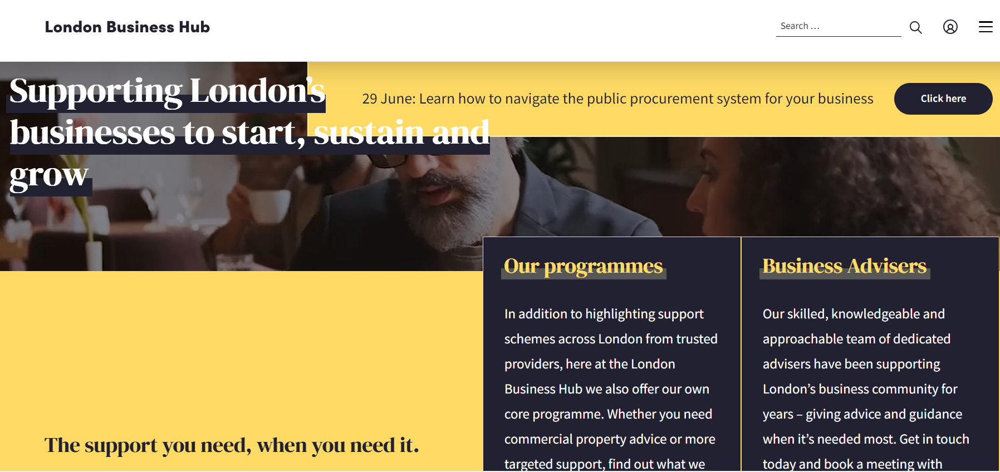 London Business Hub
Search ...
Supporting London's
businesses to start, sustain and
grow
29 June: Learn how to navigate the public procurement system for your business
Click here
The support you need, when you need it.
Our programmes
In addition to highlighting support
schemes across London from trusted
providers, here at the London
Business Hub we also offer our own
core programme. Whether you need
commercial property advice or more
targeted support, find out what we
Business Advisers
Our skilled, knowledgeable and
approachable team of dedicated
advisers have been supporting
London's business community for
years – giving advice and guidance
when it's needed most. Get in touch
today and book a meeting with